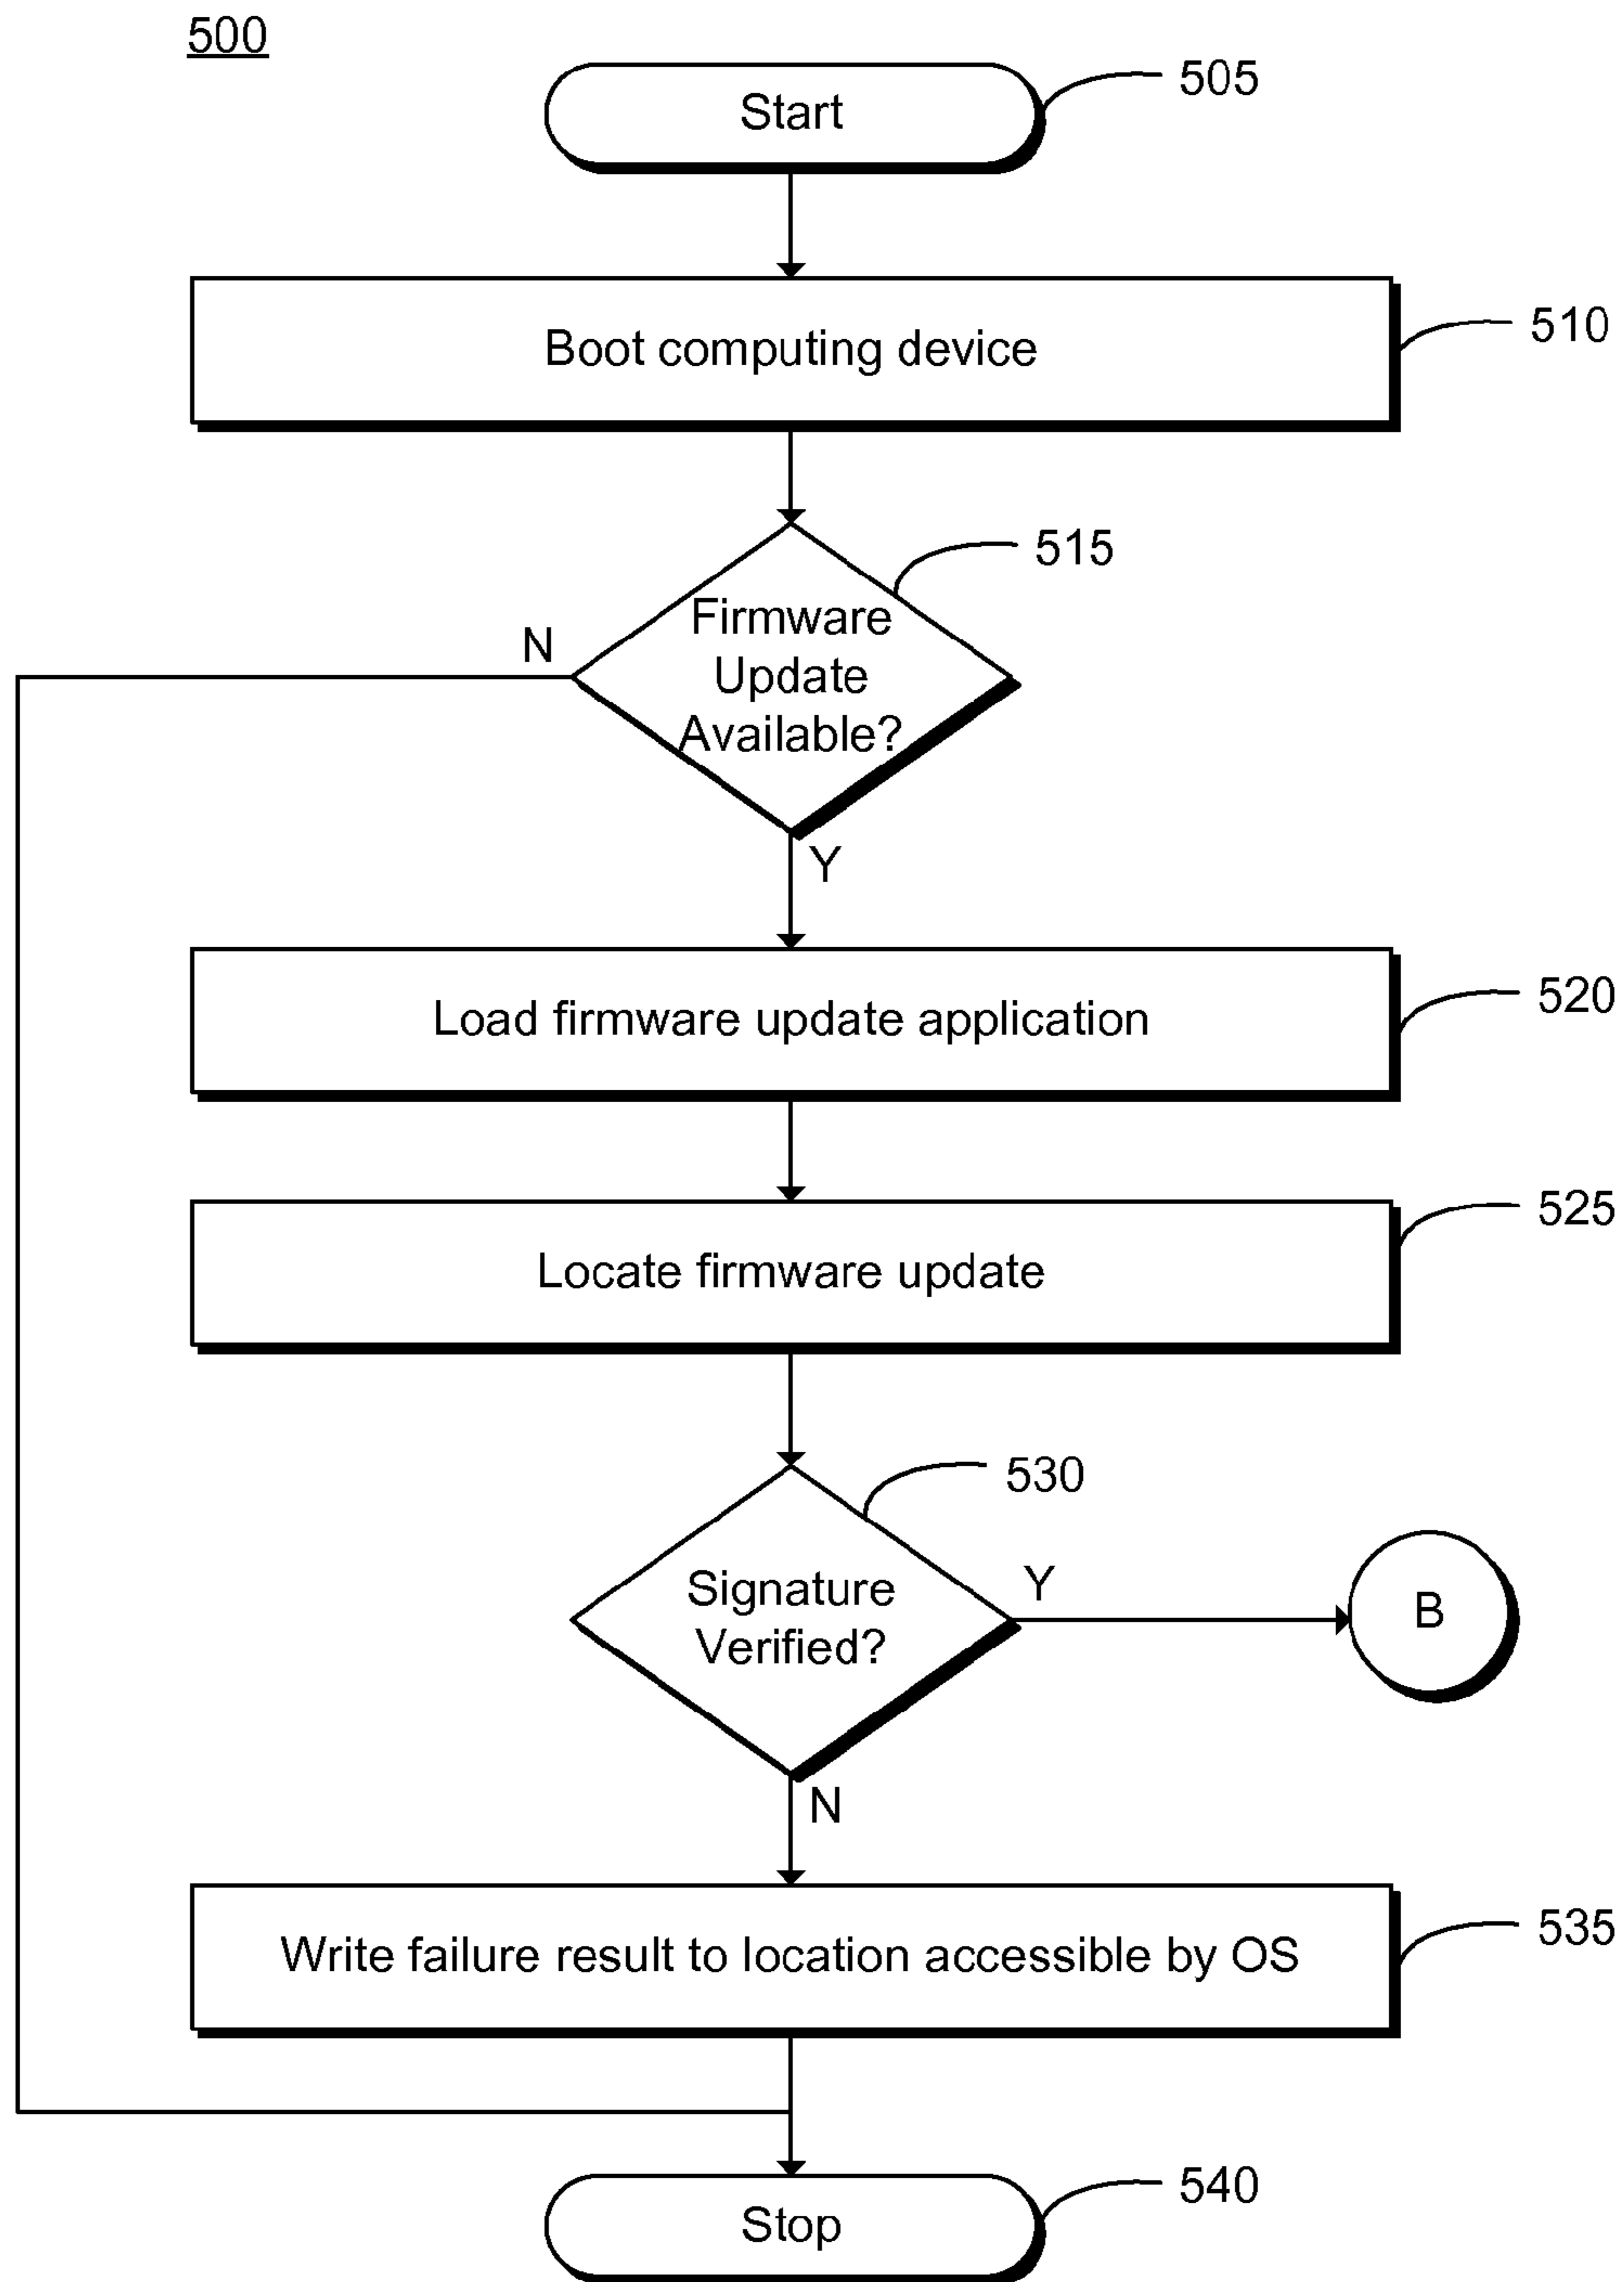 500
Start
505
Boot computing device
510
515
Firmware
Update
Available?
N
Y
Load firmware update application
520
Locate firmware update
525
530
Signature
Verified?
Y
B
N
Write failure result to location accessible by OS
535
Stop
540